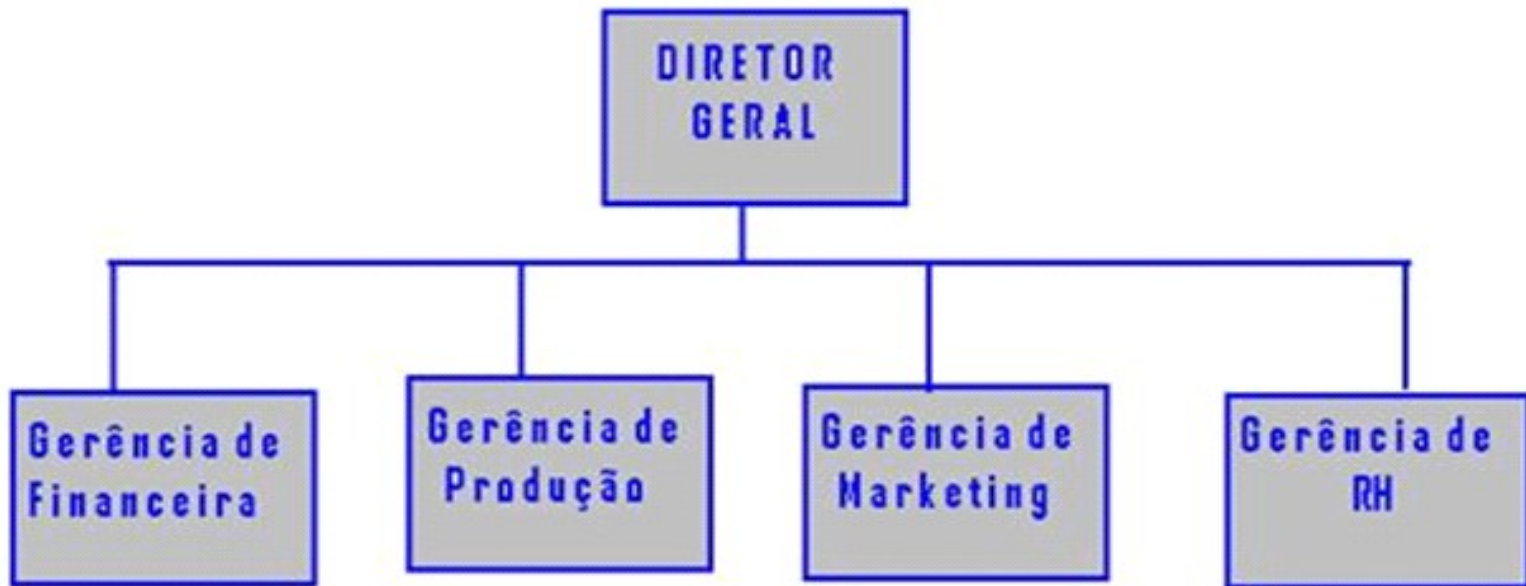 DIRETOR
GERAL
Gerência de
Financeira
Gerência de
Produção
Gerência de
Marketing
Gerência de
RH